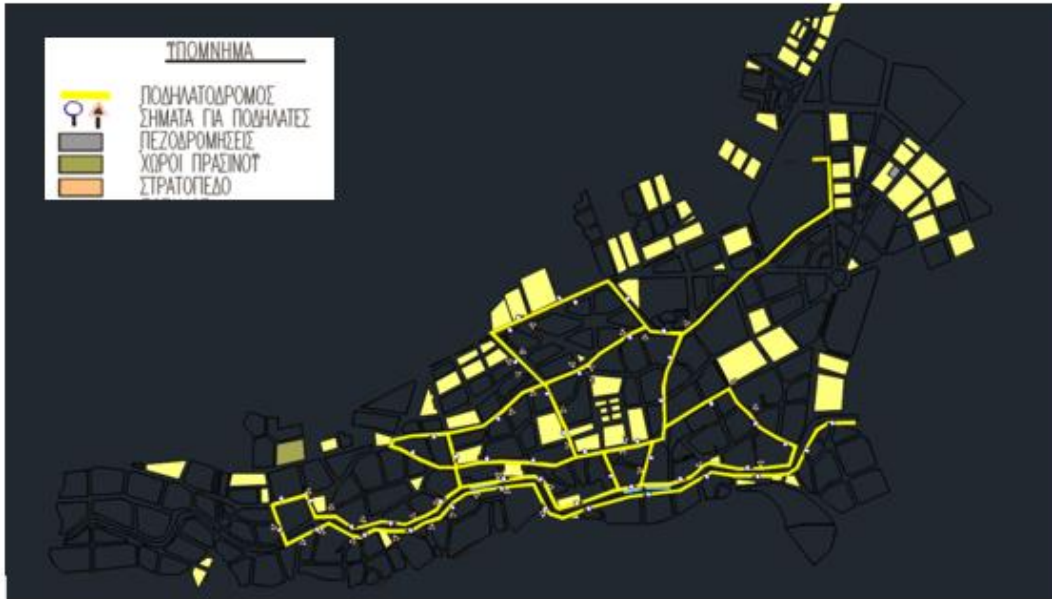 ΥΠΟΜΝΗΜΑ
ΠΟΔΗΛΑΤΟΔΡΟΜΟΣ
ΣΗΜΑΤΑ ΓΙΑ ΠΟΔΗΛΑΤΕΣ
ΠΕΖΟΔΡΟΜΗΣΕΙΣ
ΧΩΡΟΙ ΠΡΑΣΙΝΟΥ
ΣΤΡΑΤΟΠΕΔΟ